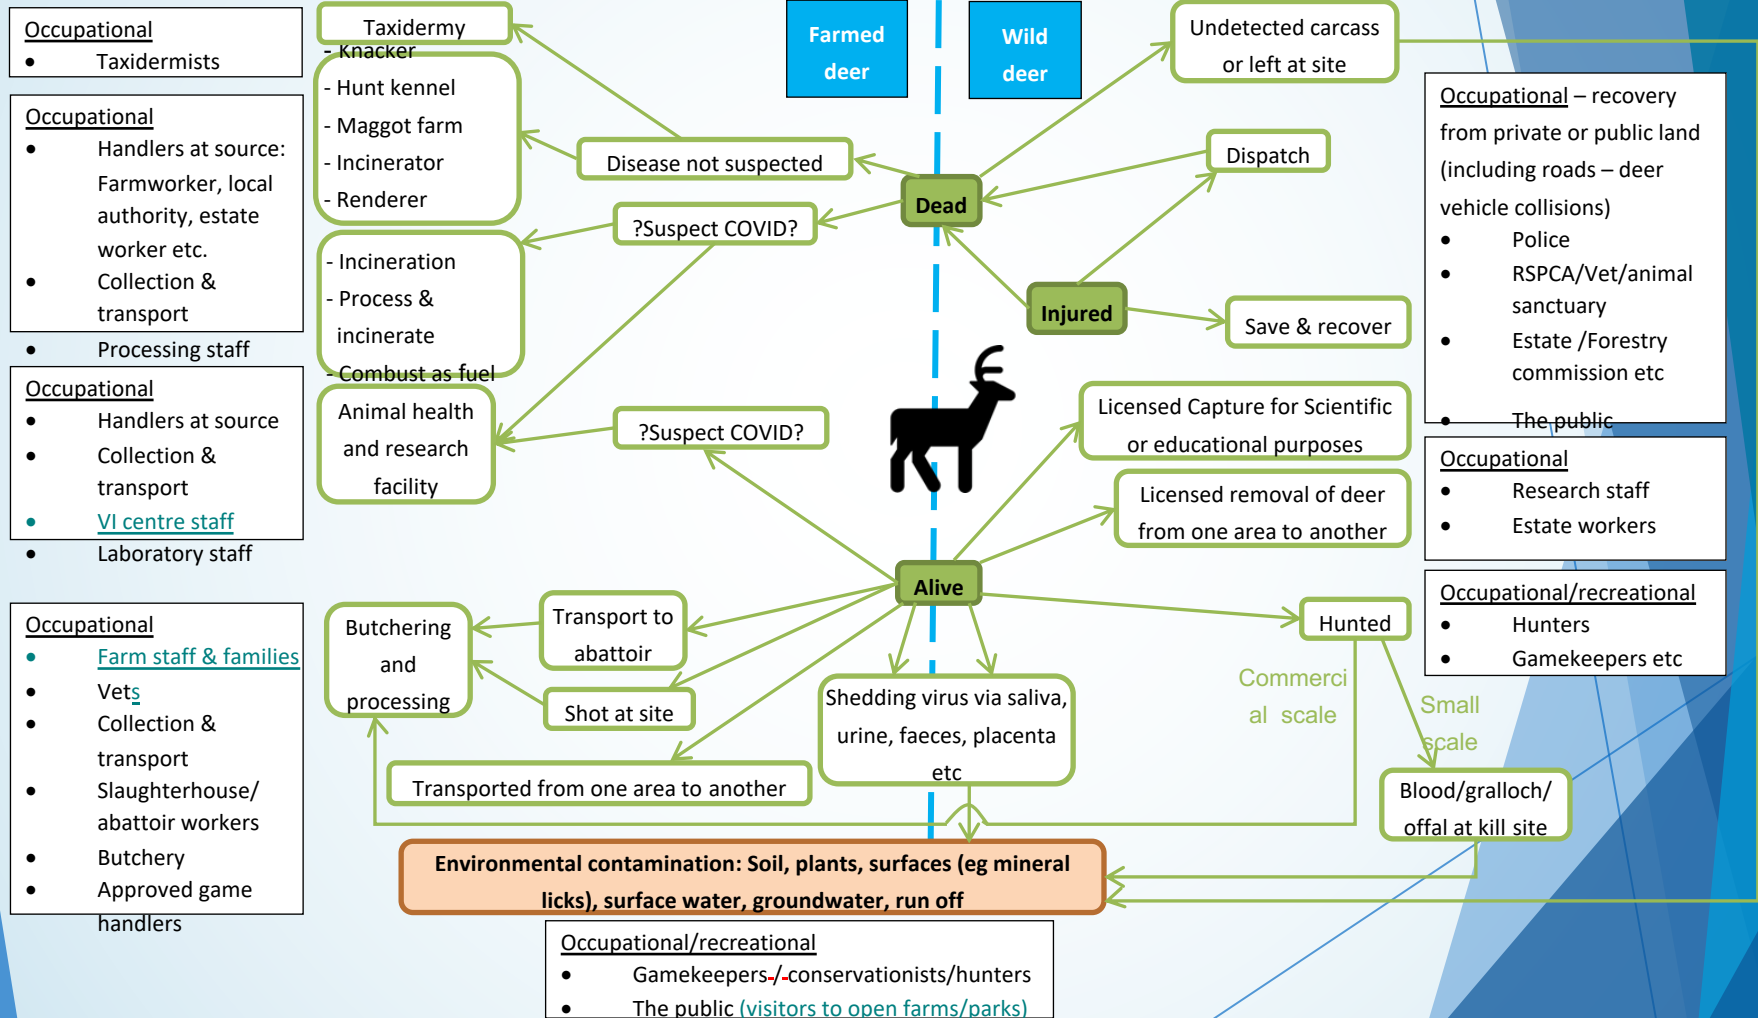 Occupational
• Taxidermists
Occupational
• Handlers at source:
Farmworker, local
authority, estate
worker etc.
• Collection &
transport
• Processing staff
Occupational
• Handlers at source
• Collection &
transport
• VI centre staff
• Laboratory staff
Occupational
• Farm staff & families
• Vets
• Collection &
transport
• Slaughterhouse/
abattoir workers
• Butchery
• Approved game
handlers
Taxidermy
- Knacker
- Hunt kennel
- Maggot farm
- Incinerator
- Renderer
- Incineration
- Process &
incinerate
- Combust as fuel
Animal health
and research
facility
Disease not suspected
?Suspect COVID?
?Suspect COVID?
Butchering
and
processing
Transport to
abattoir
Shot at site
Transported from one area to another
Farmed
deer
Wild
deer
Dead
Injured
Alive
Undetected carcass
or left at site
Dispatch
Save & recover
Licensed Capture for Scientific
or educational purposes
Licensed removal of deer
from one area to another
Hunted
Commerci
al scale
Small
scale
Shedding virus via saliva,
urine, faeces, placenta
etc
Blood/gralloch/
offal at kill site
Environmental contamination: Soil, plants, surfaces (eg mineral
licks), surface water, groundwater, run off
Occupational/recreational
• Gamekeepers-/-conservationists/hunters
• The public (visitors to open farms/parks)
Occupational – recovery
from private or public land
(including roads – deer
vehicle collisions)
• Police
• RSPCA/Vet/animal
sanctuary
• Estate /Forestry
commission etc
• The public
Occupational
• Research staff
• Estate workers
Occupational/recreational
• Hunters
• Gamekeepers etc